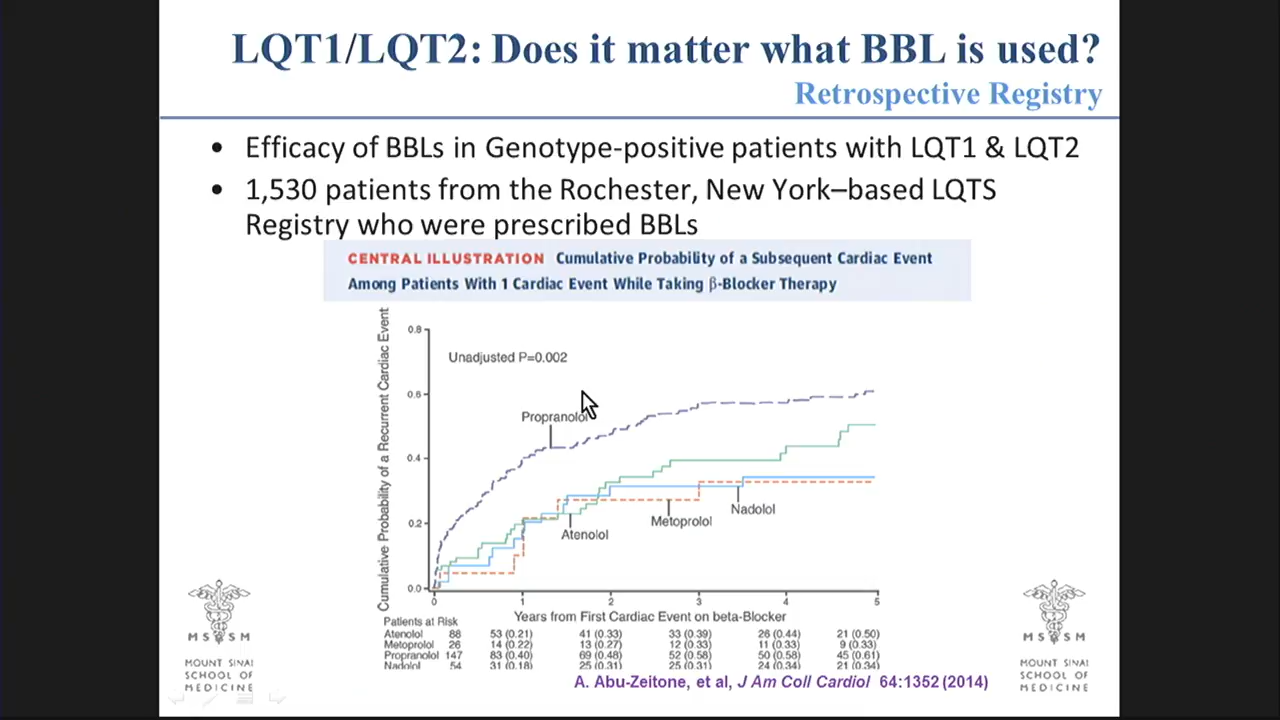 LQT1/LQT2: Does it matter what BBL is used?
Retrospective Registry
• Efficacy of BBLs in Genotype-positive patients with LQT1 & LQT2
• 1,530 patients from the Rochester, New York–based LQTS
Registry who were prescribed BBLs
CENTRAL ILLUSTRATION Cumulative Probability of a Subsequent Cardiac Event
Among Patients With 1 Cardiac Event While Taking β-Blocker Therapy
Cumulative Probability of a Recurrent Cardiac Event
0.8
0.6
0.4
0.2
0.0
Unadjusted P=0.002
Propranolol
Nadolol
Metoprolol
Atenolol
0 1 2 3 4 5
Years from First Cardiac Event on beta-Blocker
Patients at Risk
Atenolol 88 53 (0.21) 41 (0.33) 33 (0.39) 26 (0.44) 21 (0.50)
Metoprolol 26 14 (0.22) 13 (0.27) 12 (0.33) 11 (0.33) 9 (0.33)
Propranolol 147 83 (0.40) 69 (0.48) 52 (0.58) 50 (0.58) 45 (0.61)
Nadolol 54 31 (0.18) 25 (0.31) 25 (0.31) 24 (0.34) 21 (0.34)
A. Abu-Zeitone, et al, J Am Coll Cardiol 64:1352 (2014)
MSSM
MOUNT SINAI
SCHOOL OF
MEDICINE
MSSM
MOUNT SINAI
SCHOOL OF
MEDICINE